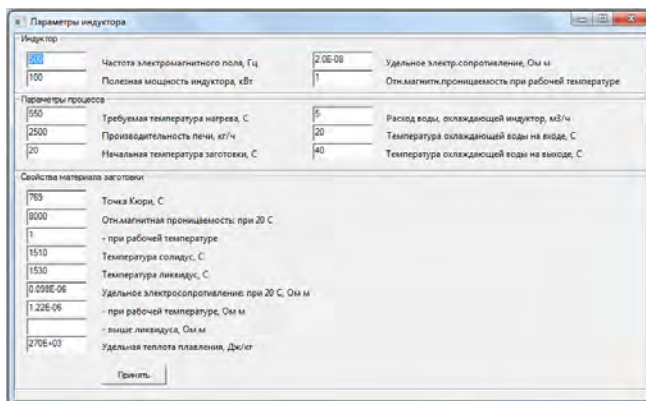 Параметры индуктора
Индуктор
500 Частота электромагнитного поля, Гц 2.0E-08 Удельное электр.сопротивление, Ом м
100 Полезная мощность индуктора, кВт 1 Отн.магнитн.проницаемость при рабочей температуре
Параметры процесса
550 Требуемая температура нагрева, С 5 Расход воды, охлаждающей индуктор, м3/ч
2500 Производительность печи, кг/ч 20 Температура охлаждающей воды на входе, С
20 Начальная температура заготовки, С 40 Температура охлаждающей воды на выходе, С
Свойства материала заготовки
769 Точка Кюри, С
8000 Отн.магнитная проницаемость: при 20 С
1 - при рабочей температуре
1510 Температура солидус, С
1530 Температура ликвидус, С
0.098E-06 Удельное электросопротивление: при 20 С, Ом м
1.22E-06 - при рабочей температуре, Ом м
- выше ликвидуса, Ом м
270E+03 Удельная теплота плавления, Дж/кг
Принять